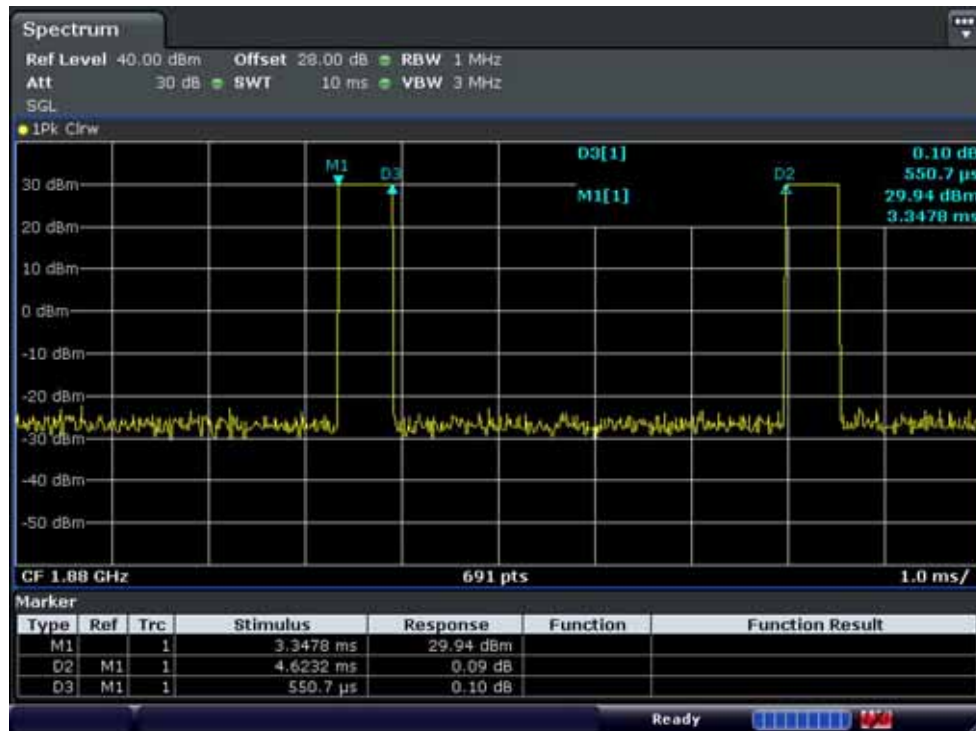 Spectrum
Ref Level 40.00 dBm Offset 28.00 dB RBW 1 MHz
Att 30 dB SWT 10 ms VBW 3 MHz
SGL
1Pk Clrw
D3[1] 0.10 dB
550.7 µs
M1[1] 29.94 dBm
3.3478 ms
M1
D3
D2
30 dBm
20 dBm
10 dBm
0 dBm
-10 dBm
-20 dBm
-30 dBm
-40 dBm
-50 dBm
CF 1.88 GHz 691 pts 1.0 ms/
Marker
Type Ref Trc Stimulus Response Function Function Result
M1 1 3.3478 ms 29.94 dBm
D2 M1 1 4.6232 ms 0.09 dB
D3 M1 1 550.7 µs 0.10 dB
Ready